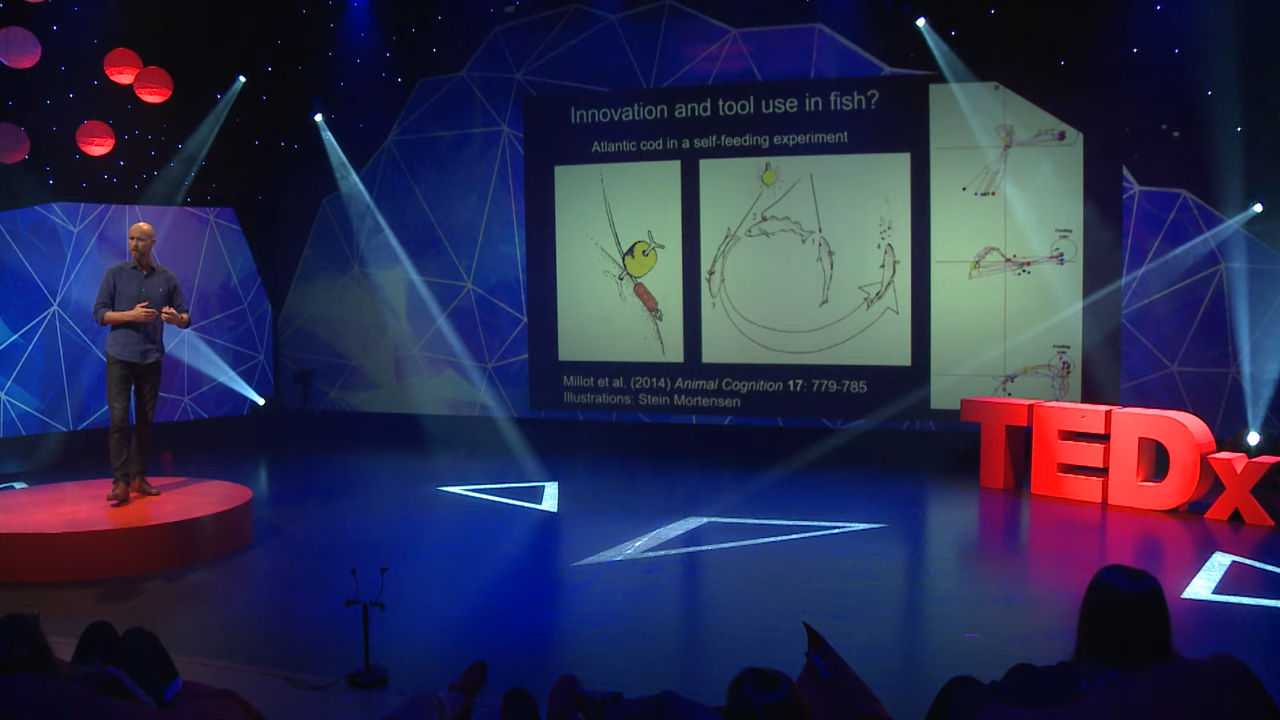 Innovation and tool use in fish?
Atlantic cod in a self-feeding experiment
Millot et al. (2014) Animal Cognition 17: 779-785
Illustrations: Stein Mortensen
TEDx